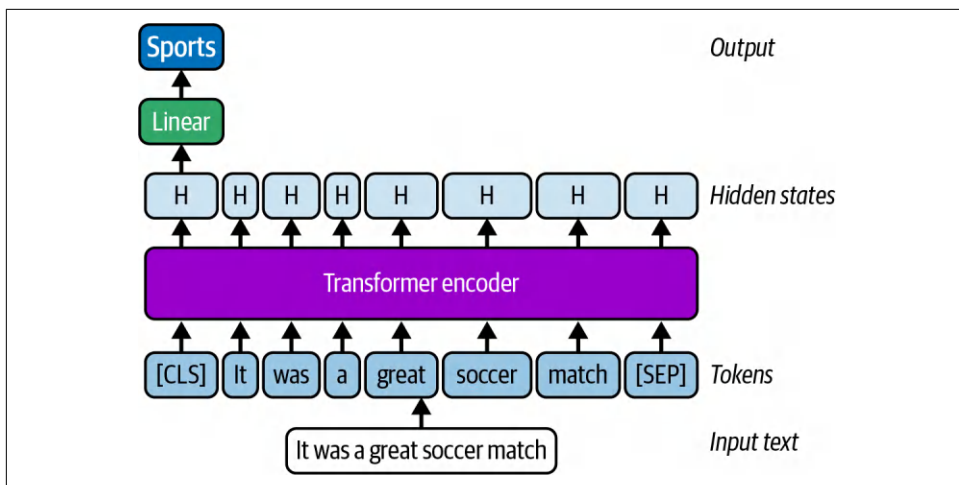 Sports Output
Linear
H H H H H H H H Hidden states
Transformer encoder
[CLS] It was a great soccer match [SEP] Tokens
It was a great soccer match Input text